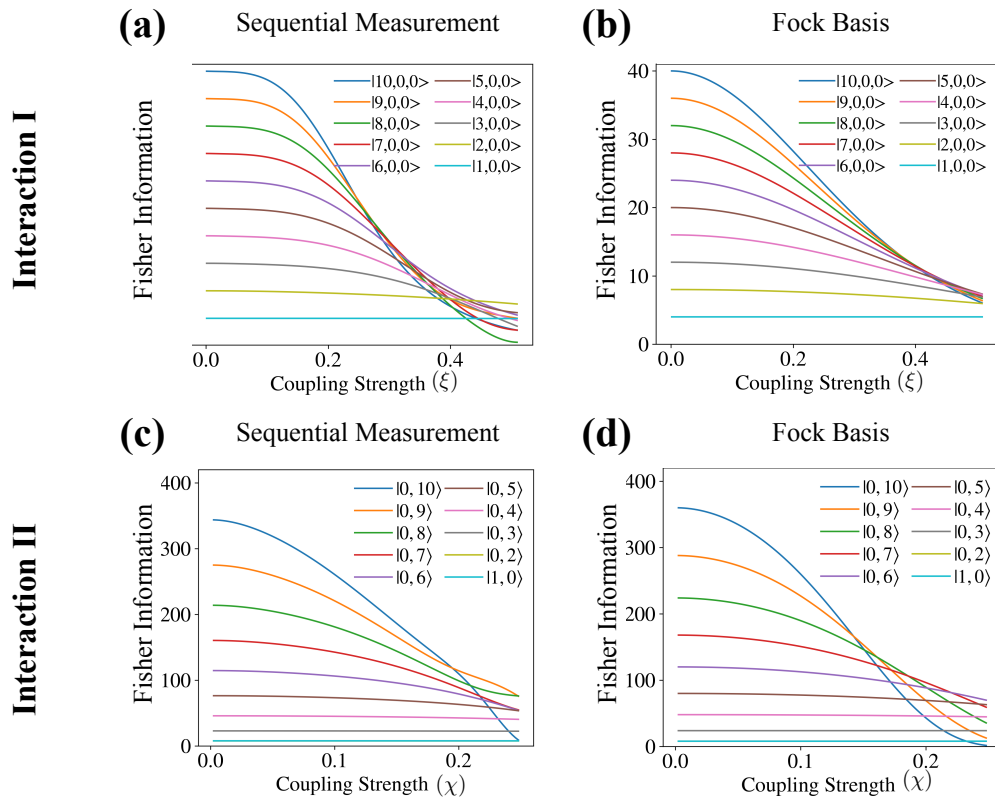 (a) Sequential Measurement
(b) Fock Basis
Interaction I
Fisher Information
|10,0,0> |5,0,0>
|9,0,0> |4,0,0>
|8,0,0> |3,0,0>
|7,0,0> |2,0,0>
|6,0,0> |1,0,0>
0.0 0.2 0.4
Coupling Strength (ξ)
Fisher Information
40
30
20
10
0
|10,0,0> |5,0,0>
|9,0,0> |4,0,0>
|8,0,0> |3,0,0>
|7,0,0> |2,0,0>
|6,0,0> |1,0,0>
0.0 0.2 0.4
Coupling Strength (ξ)
(c) Sequential Measurement
(d) Fock Basis
Interaction II
Fisher Information
400
300
200
100
0
|0, 10⟩ |0, 5⟩
|0, 9⟩ |0, 4⟩
|0, 8⟩ |0, 3⟩
|0, 7⟩ |0, 2⟩
|0, 6⟩ |1, 0⟩
0.0 0.1 0.2
Coupling Strength (χ)
Fisher Information
400
300
200
100
0
|0, 10⟩ |0, 5⟩
|0, 9⟩ |0, 4⟩
|0, 8⟩ |0, 3⟩
|0, 7⟩ |0, 2⟩
|0, 6⟩ |1, 0⟩
0.0 0.1 0.2
Coupling Strength (χ)